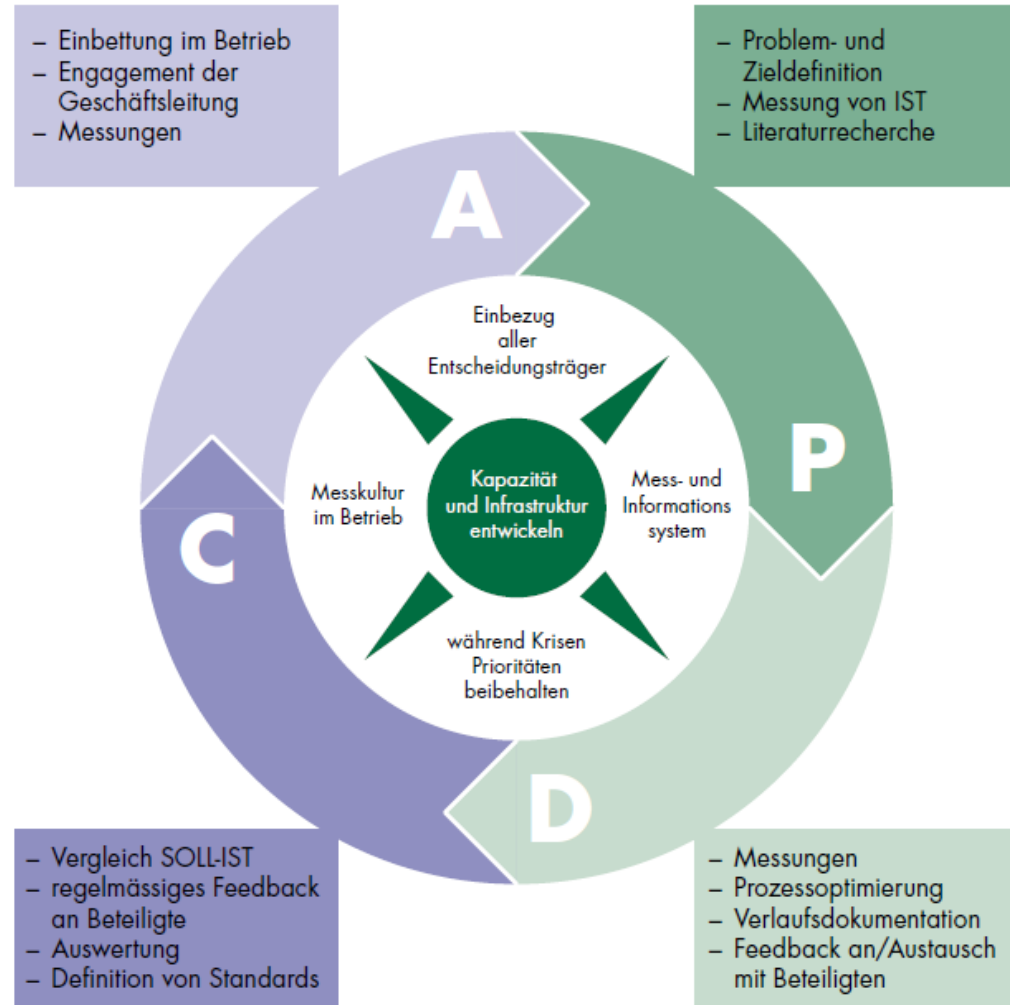 – Einbettung im Betrieb
– Engagement der
Geschäftsleitung
– Messungen
– Problem- und
Zieldefinition
– Messung von IST
– Literaturrecherche
A
P
D
C
Einbezug
aller
Entscheidungsträger
Messkultur
im Betrieb
Kapazität
und Infrastruktur
entwickeln
Mess- und
Informations
system
während Krisen
Prioritäten
beibehalten
– Vergleich SOLL-IST
– regelmässiges Feedback
an Beteiligte
– Auswertung
– Definition von Standards
– Messungen
– Prozessoptimierung
– Verlaufsdokumentation
– Feedback an/Austausch
mit Beteiligten